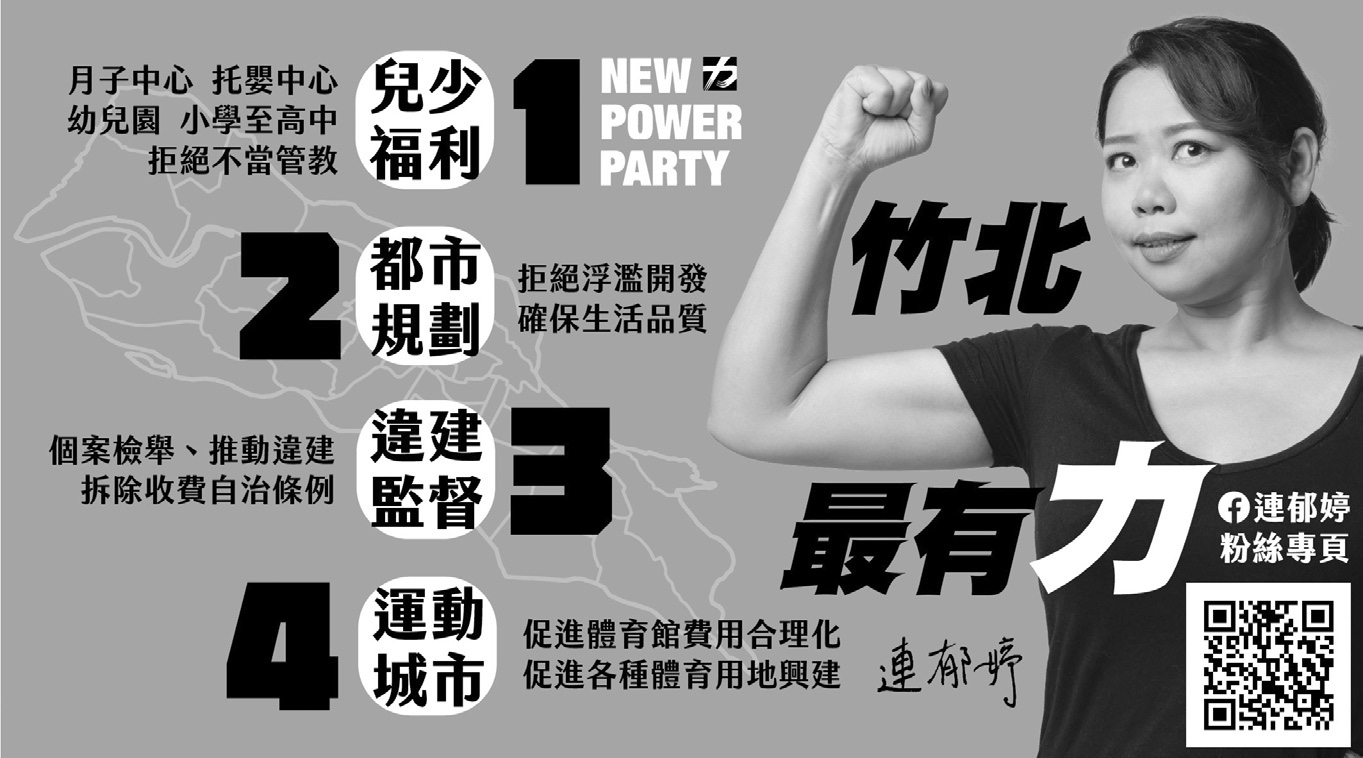 月子中心 托嬰中心
幼兒園 小學至高中
拒絕不當管教
兒少
福利
1
NEW 力
POWER
PARTY
2
都市
規劃
拒絕浮濫開發
確保生活品質
個案檢舉、推動違建
拆除收費自治條例
違建
監督
3
4
運動
城市
促進體育館費用合理化
促進各種體育用地興建
連郁婷
竹北
最有力
連郁婷
粉絲專頁